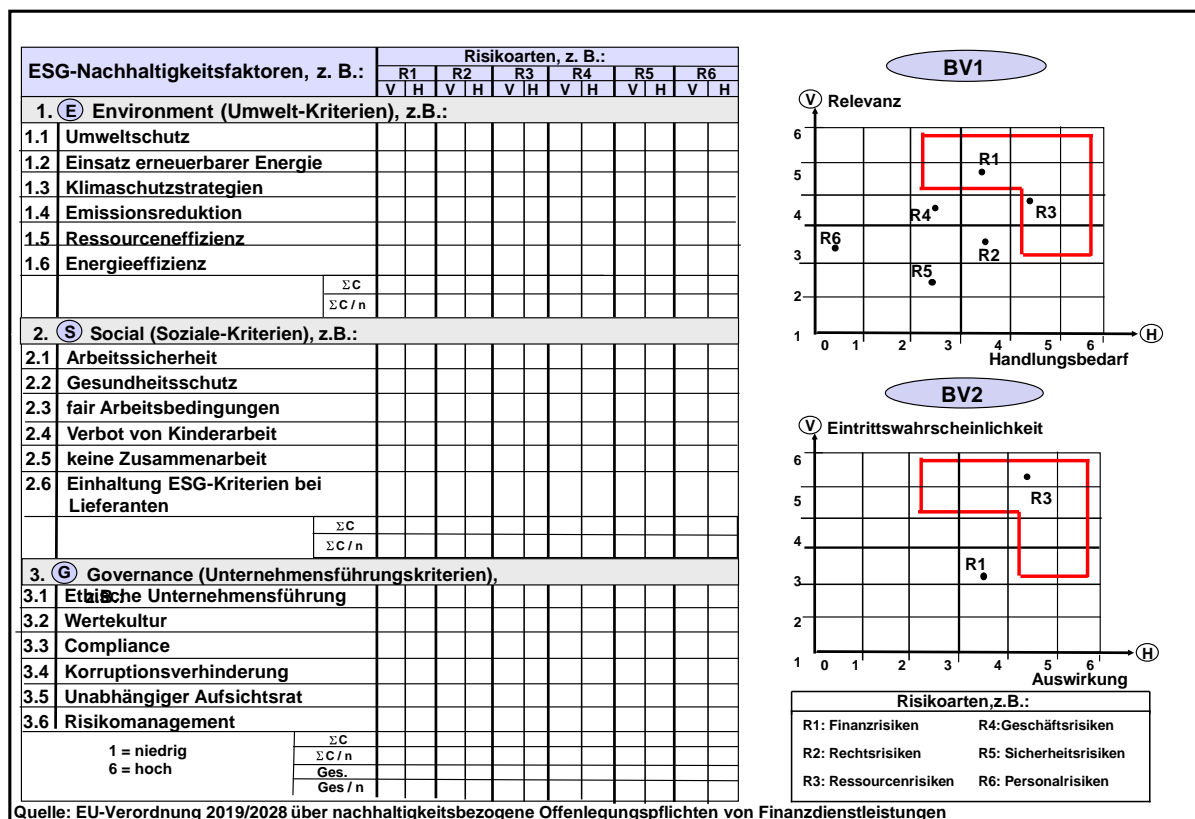 ESG-Nachhaltigkeitsfaktoren, z. B.:
Risikoarten, z. B.:
R1 R2 R3 R4 R5 R6
V H V H V H V H V H V H
1. E Environment (Umwelt-Kriterien), z.B.:
1.1 Umweltschutz
1.2 Einsatz erneuerbarer Energie
1.3 Klimaschutzstrategien
1.4 Emissionsreduktion
1.5 Ressourceneffizienz
1.6 Energieeffizienz
ΣC
ΣC / n
2. S Social (Soziale-Kriterien), z.B.:
2.1 Arbeitssicherheit
2.2 Gesundheitsschutz
2.3 fair Arbeitsbedingungen
2.4 Verbot von Kinderarbeit
2.5 keine Zusammenarbeit
2.6 Einhaltung ESG-Kriterien bei
Lieferanten
ΣC
ΣC / n
3. G Governance (Unternehmensführungskriterien),
z.B.:
3.1 Ethische Unternehmensführung
3.2 Wertekultur
3.3 Compliance
3.4 Korruptionsverhinderung
3.5 Unabhängiger Aufsichtsrat
3.6 Risikomanagement
1 = niedrig
6 = hoch
ΣC
ΣC / n
Ges.
Ges / n
BV1
V Relevanz
6
5
4
3
2
1
R1
R3
R4
R2
R6
R5
0 1 2 3 4 5 6 H
Handlungsbedarf
BV2
V Eintrittswahrscheinlichkeit
6
5
4
3
2
1
R3
R1
0 1 2 3 4 5 6 H
Auswirkung
Risikoarten,z.B.:
R1: Finanzrisiken R4:Geschäftsrisiken
R2: Rechtsrisiken R5: Sicherheitsrisiken
R3: Ressourcenrisiken R6: Personalrisiken
Quelle: EU-Verordnung 2019/2028 über nachhaltigkeitsbezogene Offenlegungspflichten von Finanzdienstleistungen